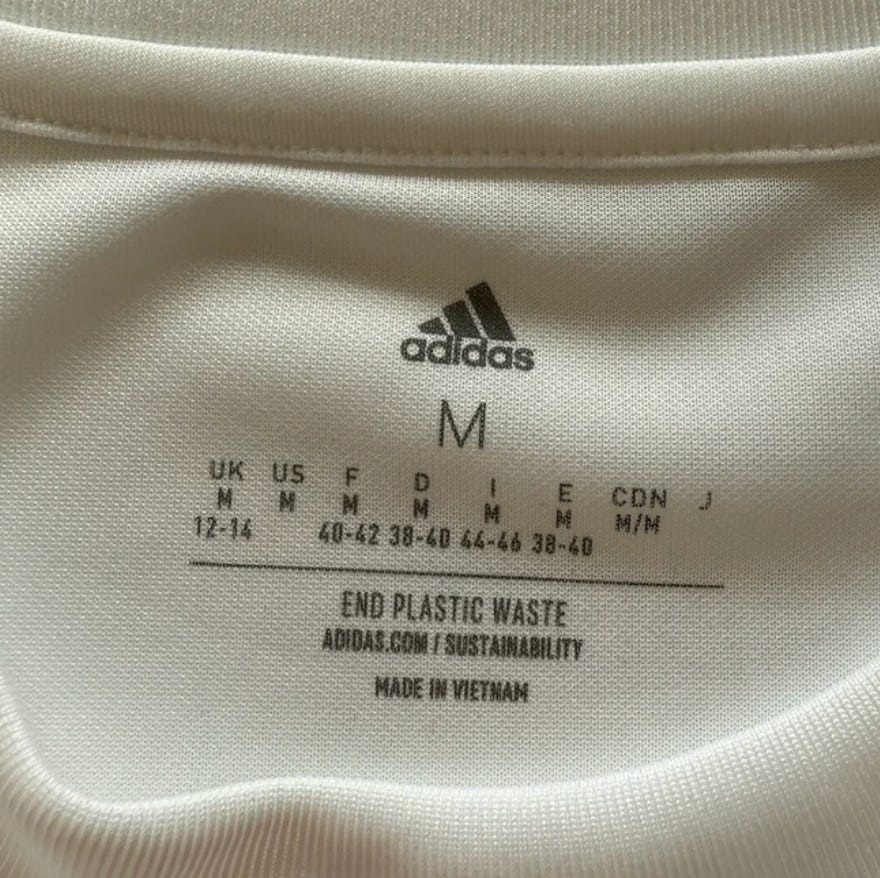 adidas
M
UK US F D I E CDN J
M M M M M M M/M
12-14 40-42 38-40 44-46 38-40
END PLASTIC WASTE
ADIDAS.COM / SUSTAINABILITY
MADE IN VIETNAM